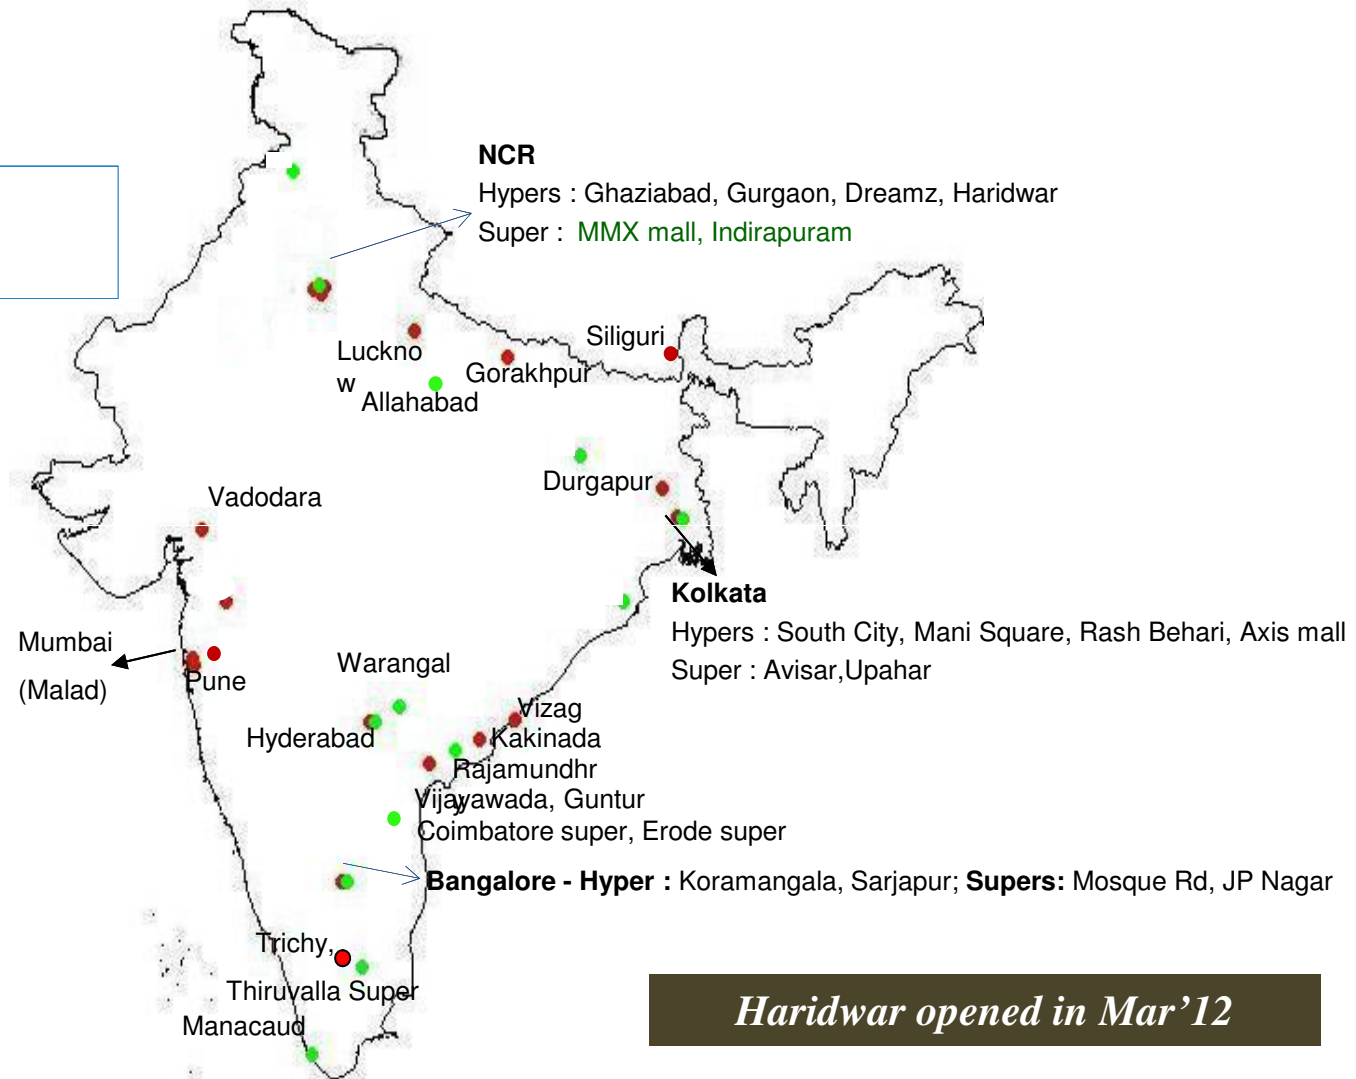 NCR
Hypers : Ghaziabad, Gurgaon, Dreamz, Haridwar
Super : MMX mall, Indirapuram
Siliguri
Luckno
w
Gorakhpur
Allahabad
Durgapur
Vadodara
Kolkata
Hypers : South City, Mani Square, Rash Behari, Axis mall
Super : Avisar,Upahar
Mumbai
(Malad)
Pune
Warangal
Hyderabad
Vizag
Kakinada
Rajamundhr
y
Vijayawada, Guntur
Coimbatore super, Erode super
Bangalore - Hyper : Koramangala, Sarjapur; Supers: Mosque Rd, JP Nagar
Trichy,
Thiruvalla Super
Manacaud
Haridwar opened in Mar’12